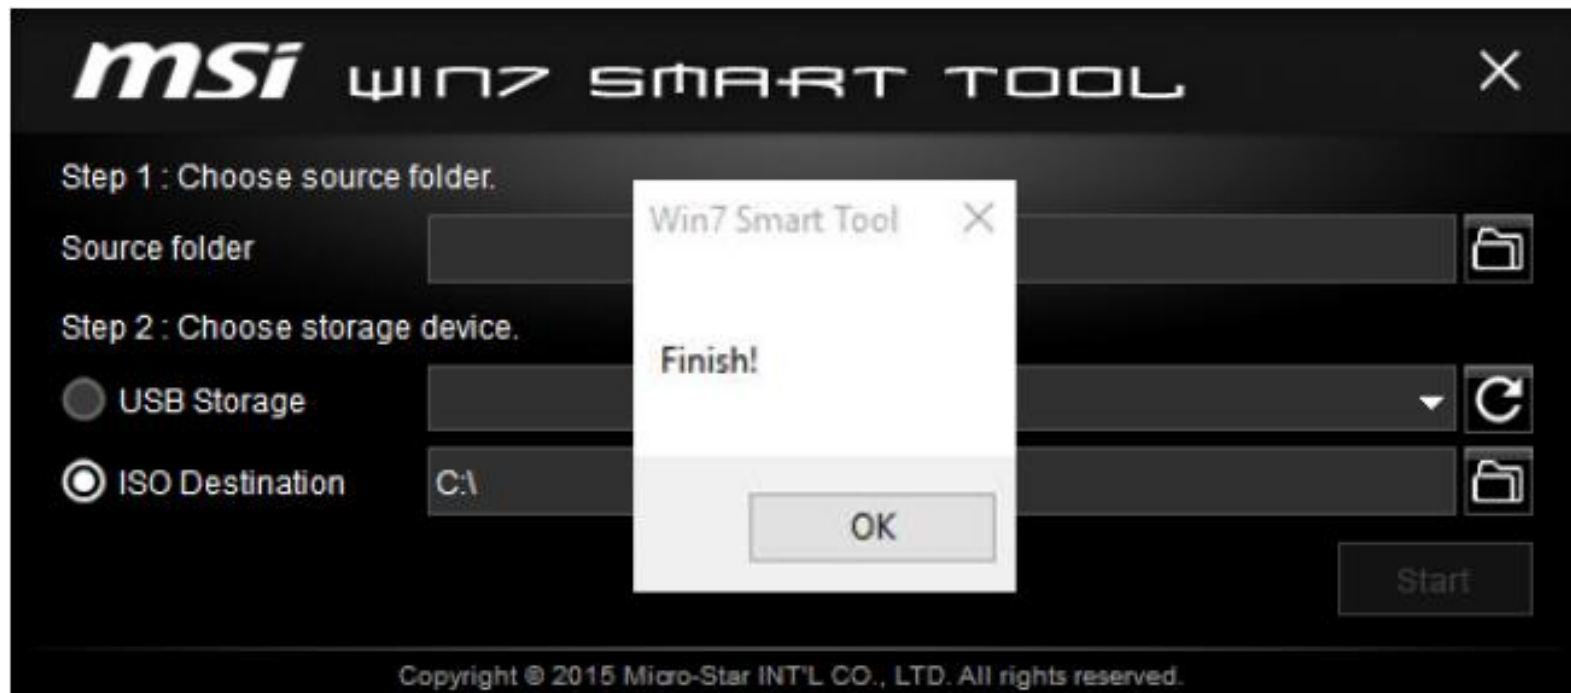 msi WIN7 SMART TOOL
Step 1 : Choose source folder.
Source folder
Win7 Smart Tool
Finish!
OK
Step 2 : Choose storage device.
USB Storage
ISO Destination
C:\
Start
Copyright © 2015 Micro-Star INT'L CO., LTD. All rights reserved.